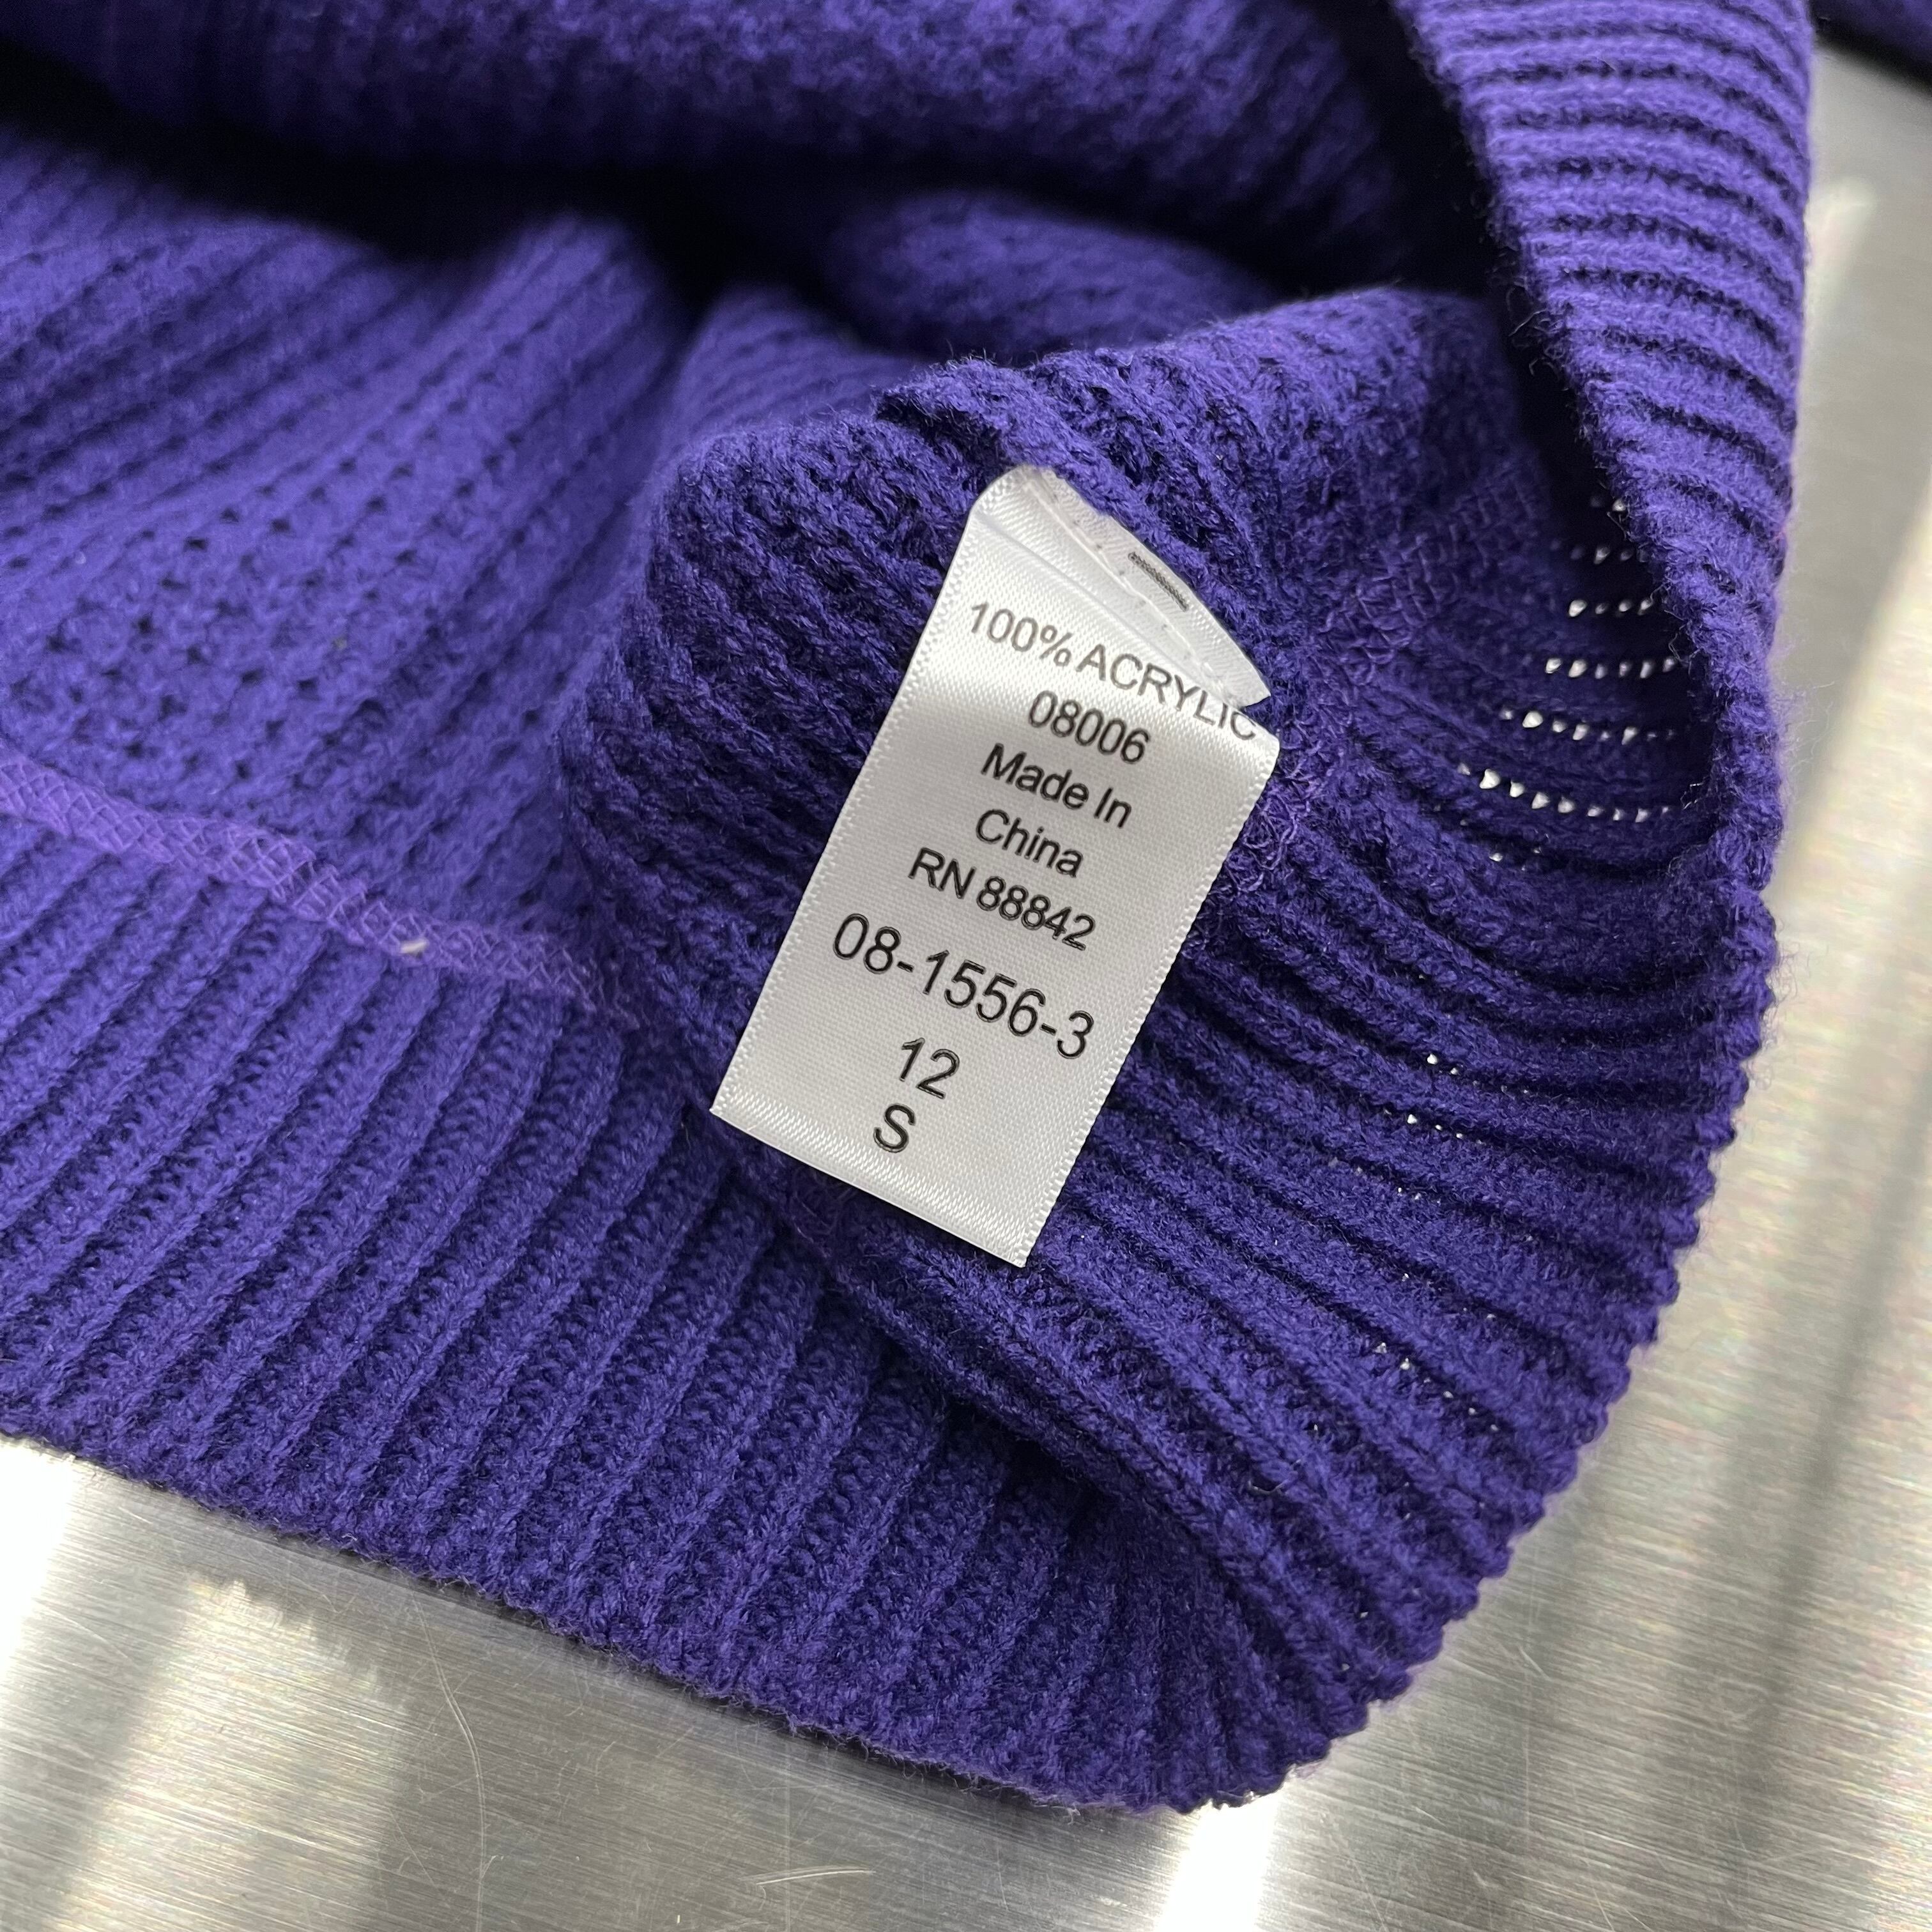 100% ACRYLIC
08006
Made In
China
RN 88842
08-1556-3
12
S